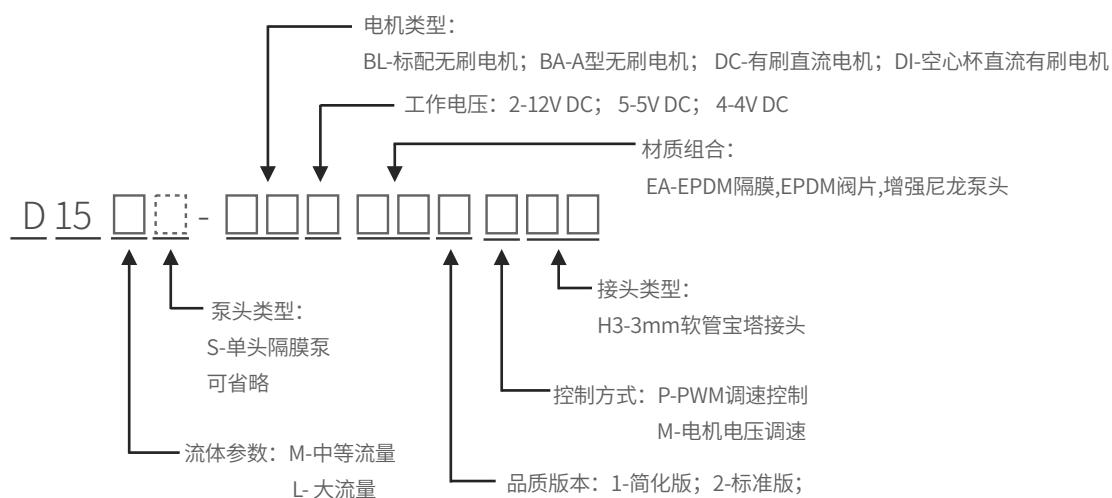 电机类型：
BL-标配无刷电机；BA-A型无刷电机； DC-有刷直流电机；DI-空心杯直流有刷电机
工作电压：2-12V DC； 5-5V DC； 4-4V DC
材质组合：
EA-EPDM隔膜,EPDM阀片,增强尼龙泵头
D 15 -
泵头类型：
S-单头隔膜泵
可省略
接头类型：
H3-3mm软管宝塔接头
控制方式：P-PWM调速控制
M-电机电压调速
流体参数：M-中等流量
L- 大流量
品质版本：1-简化版；2-标准版；